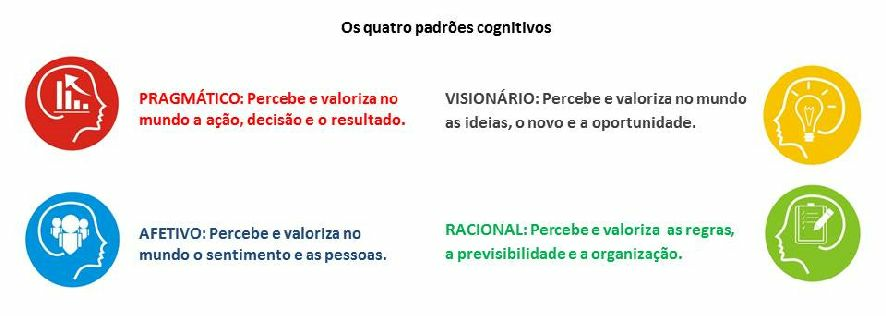 Os quatro padrões cognitivos
PRAGMÁTICO: Percebe e valoriza no
mundo a ação, decisão e o resultado.
VISIONÁRIO: Percebe e valoriza no mundo
as ideias, o novo e a oportunidade.
AFETIVO: Percebe e valoriza no
mundo o sentimento e as pessoas.
RACIONAL: Percebe e valoriza as regras,
a previsibilidade e a organização.